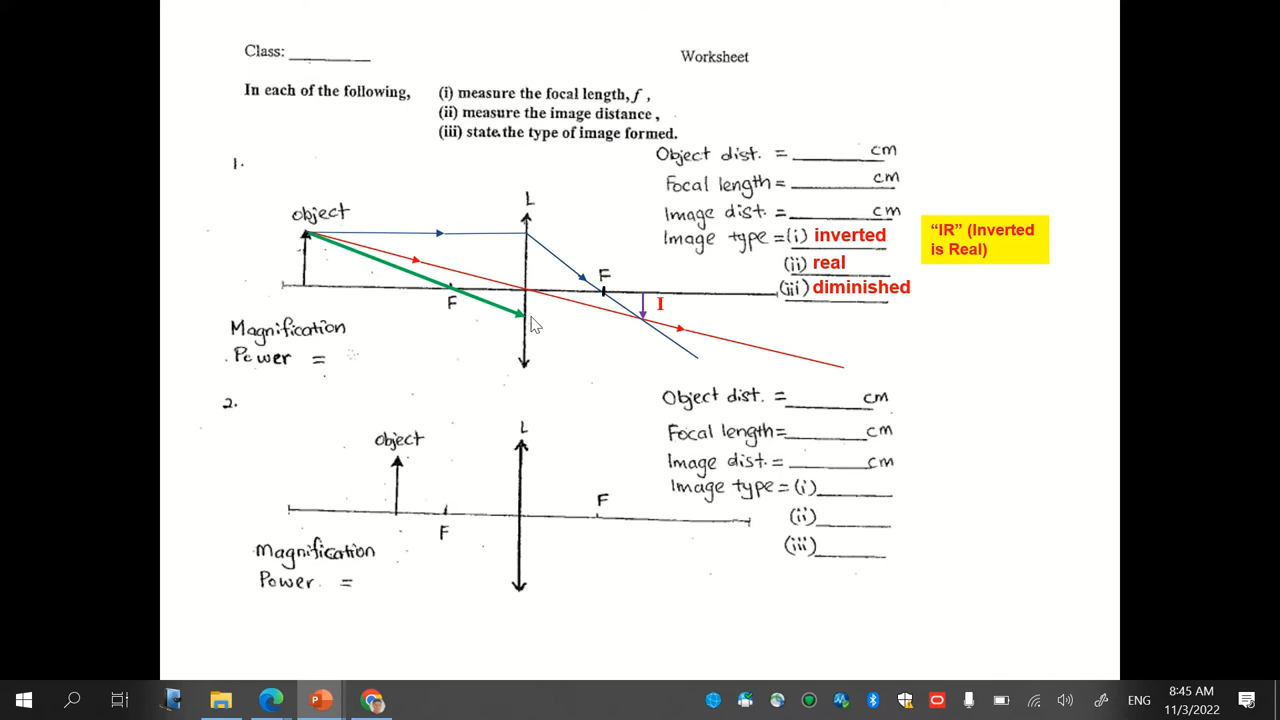 Class: ________
Worksheet
In each of the following, (i) measure the focal length, f ,
(ii) measure the image distance ,
(iii) state the type of image formed.
1.
Object dist. = ________ cm
Focal length = ________ cm
Image dist. = ________ cm
Image type = (i) inverted
(ii) real
(iii) diminished
"IR" (Inverted
is Real)
object
L
F
F
I
Magnification
Power =
2.
Object dist. = ________ cm
Focal length = ________ cm
Image dist. = ________ cm
Image type = (i) ________
(ii) ________
(iii) ________
object
L
F
F
Magnification
Power =
ENG
8:45 AM
11/3/2022